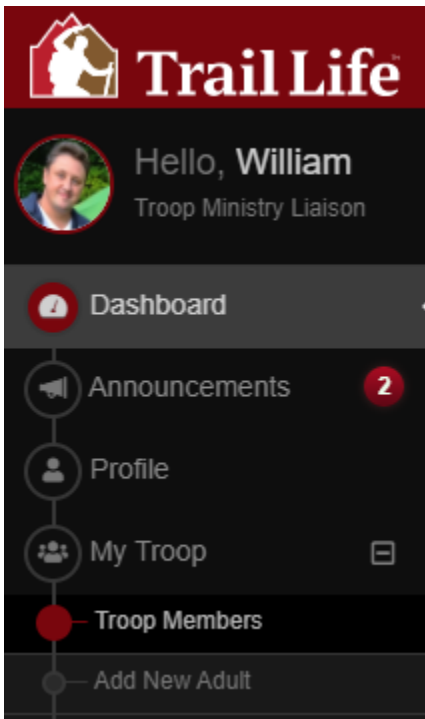 Trail Life
Hello, William
Troop Ministry Liaison
Dashboard
Announcements 2
Profile
My Troop
Troop Members
Add New Adult